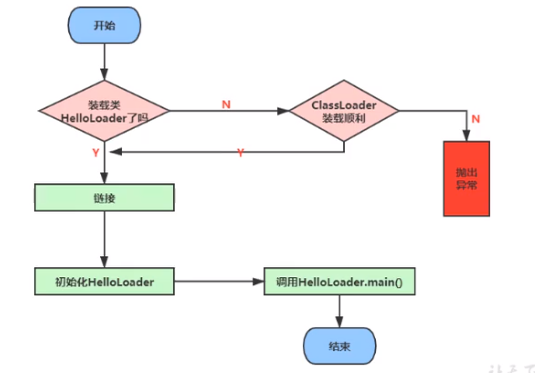 开始
装载类
HelloLoader了吗
N
ClassLoader
装载顺利
N
Y
Y
抛出
异常
链接
初始化HelloLoader
调用HelloLoader.main()
结束